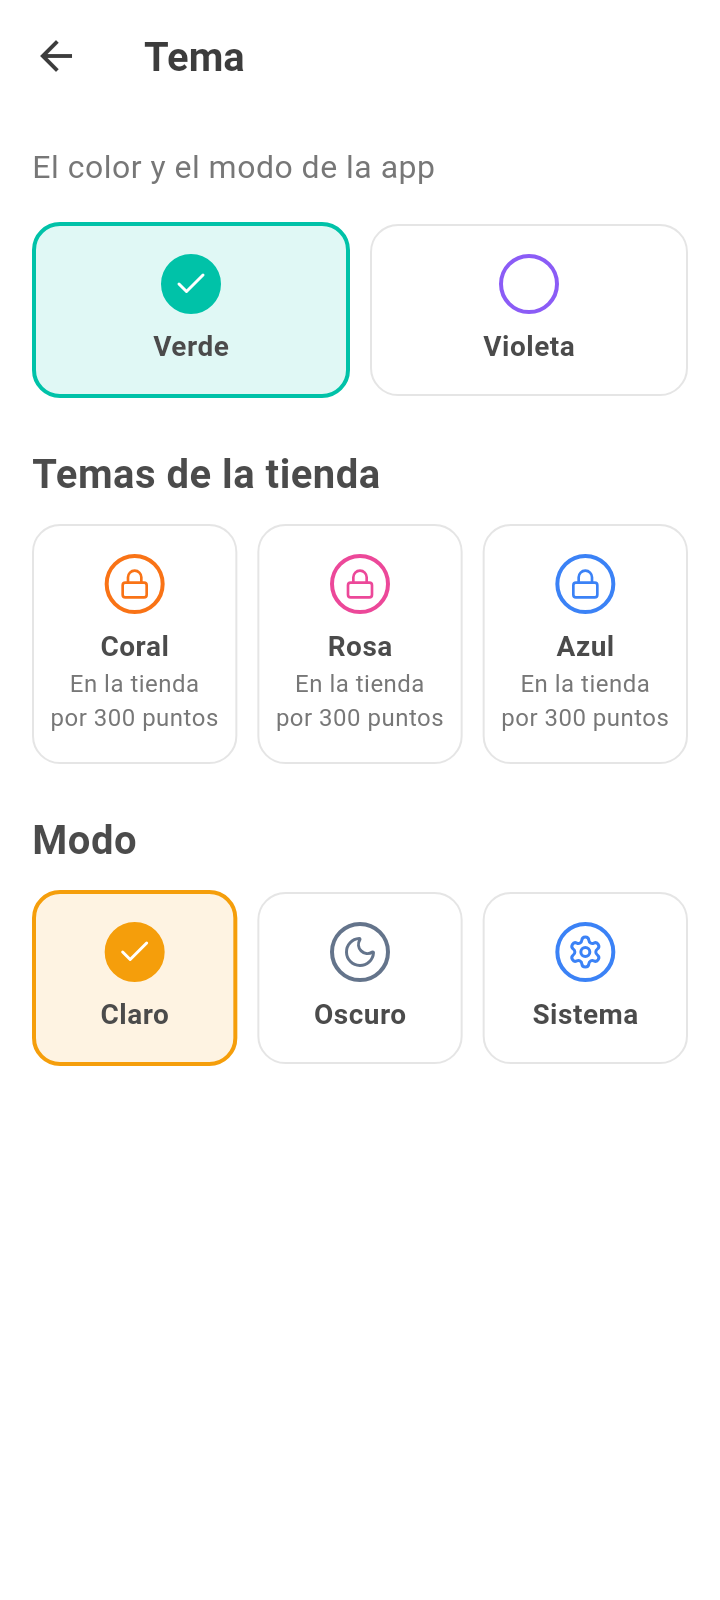 Tema
El color y el modo de la app
Verde
Violeta
Temas de la tienda
Coral
En la tienda
por 300 puntos
Rosa
En la tienda
por 300 puntos
Azul
En la tienda
por 300 puntos
Modo
Claro
Oscuro
Sistema